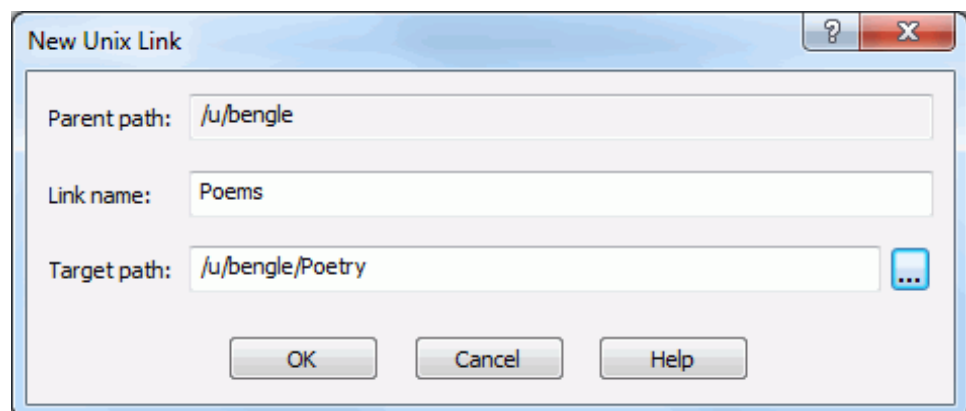 New Unix Link
Parent path: /u/bengle
Link name: Poems
Target path: /u/bengle/Poetry ...
OK Cancel Help